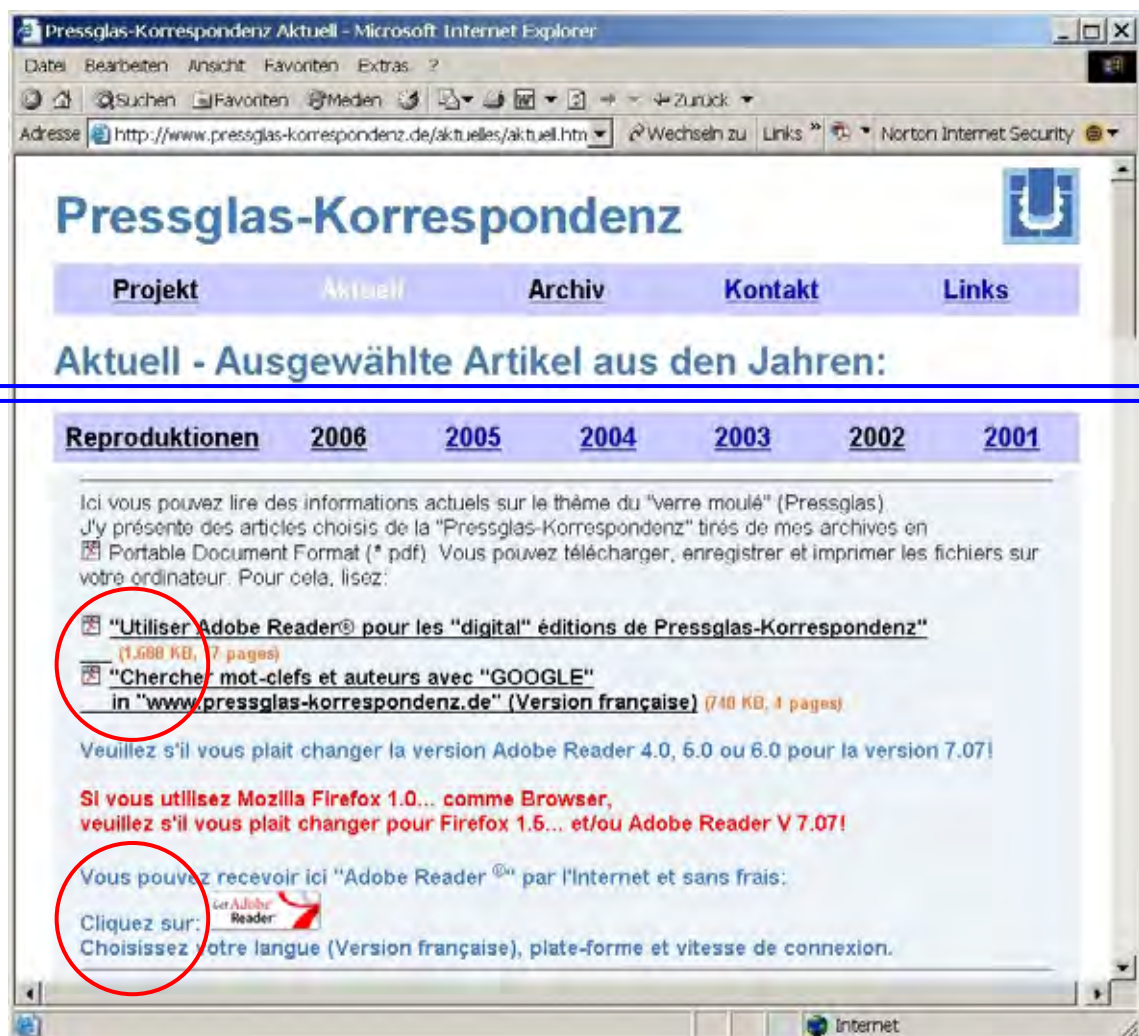 Pressglas-Korrespondenz Aktuell - Microsoft Internet Explorer
Datei Bearbeiten Ansicht Favoriten Extras ?
Suchen Favoriten Medien Zurück
Adresse http://www.pressglas-korrespondenz.de/aktuelles/aktuell.htm Wechseln zu Links » Norton Internet Security
Pressglas-Korrespondenz
Projekt Aktuell Archiv Kontakt Links
Aktuell - Ausgewählte Artikel aus den Jahren:
Reproduktionen 2006 2005 2004 2003 2002 2001
Ici vous pouvez lire des informations actuels sur le thème du "verre moulé" (Pressglas)
J'y présente des articles choisis de la "Pressglas-Korrespondenz" tirés de mes archives en
Portable Document Format (* pdf) Vous pouvez télécharger, enregistrer et imprimer les fichiers sur
votre ordinateur. Pour cela, lisez:
"Utiliser Adobe Reader® pour les "digital" éditions de Pressglas-Korrespondenz"
(1.688 KB, 7 pages)
"Chercher mot-clefs et auteurs avec "GOOGLE"
in "www.pressglas-korrespondenz.de" (Version française) (740 KB, 4 pages)
Veuillez s'il vous plait changer la version Adobe Reader 4.0, 5.0 ou 6.0 pour la version 7.07!
Si vous utilisez Mozilla Firefox 1.0... comme Browser,
veuillez s'il vous plait changer pour Firefox 1.5... et/ou Adobe Reader V 7.07!
Vous pouvez recevoir ici "Adobe Reader ®" par l'Internet et sans frais:
Cliquez sur: Get Adobe Reader
Choisissez votre langue (Version française), plate-forme et vitesse de connexion.
Internet